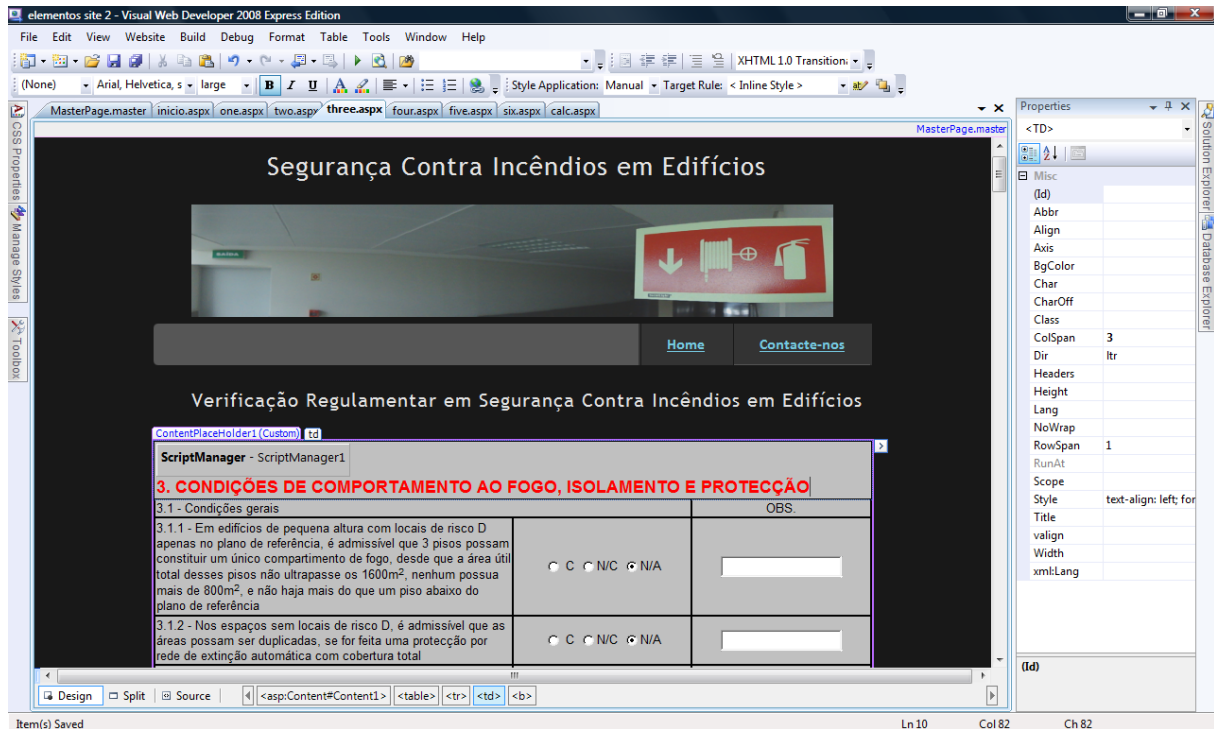 elementos site 2 - Visual Web Developer 2008 Express Edition
File Edit View Website Build Debug Format Table Tools Window Help
XHTML 1.0 Transition
(None) Arial, Helvetica, s large B I U A Style Application: Manual Target Rule: < Inline Style >
MasterPage.master inicio.aspx one.aspx two.aspx three.aspx four.aspx five.aspx six.aspx calc.aspx
MasterPage.master
CSS Properties
Manage Styles
Toolbox
Segurança Contra Incêndios em Edifícios
SAÍDA
Home Contacte-nos
Verificação Regulamentar em Segurança Contra Incêndios em Edifícios
ContentPlaceHolder1 (Custom) td
ScriptManager - ScriptManager1
3. CONDIÇÕES DE COMPORTAMENTO AO FOGO, ISOLAMENTO E PROTECÇÃO
3.1 - Condições gerais OBS.
3.1.1 - Em edifícios de pequena altura com locais de risco D
apenas no plano de referência, é admissível que 3 pisos possam
constituir um único compartimento de fogo, desde que a área útil
total desses pisos não ultrapasse os 1600m², nenhum possua
mais de 800m², e não haja mais do que um piso abaixo do
plano de referência
C N/C N/A
3.1.2 - Nos espaços sem locais de risco D, é admissível que as
áreas possam ser duplicadas, se for feita uma protecção por
rede de extinção automática com cobertura total
C N/C N/A
Design Split Source <asp:Content#Content1> <table> <tr> <td> <b>
Item(s) Saved Ln 10 Col 82 Ch 82
Properties
<TD>
Misc
(Id)
Abbr
Align
Axis
BgColor
Char
CharOff
Class
ColSpan 3
Dir ltr
Headers
Height
Lang
NoWrap
RowSpan 1
RunAt
Scope
Style text-align: left; for
Title
valign
Width
xml:Lang
(Id)
Solution Explorer
Database Explorer